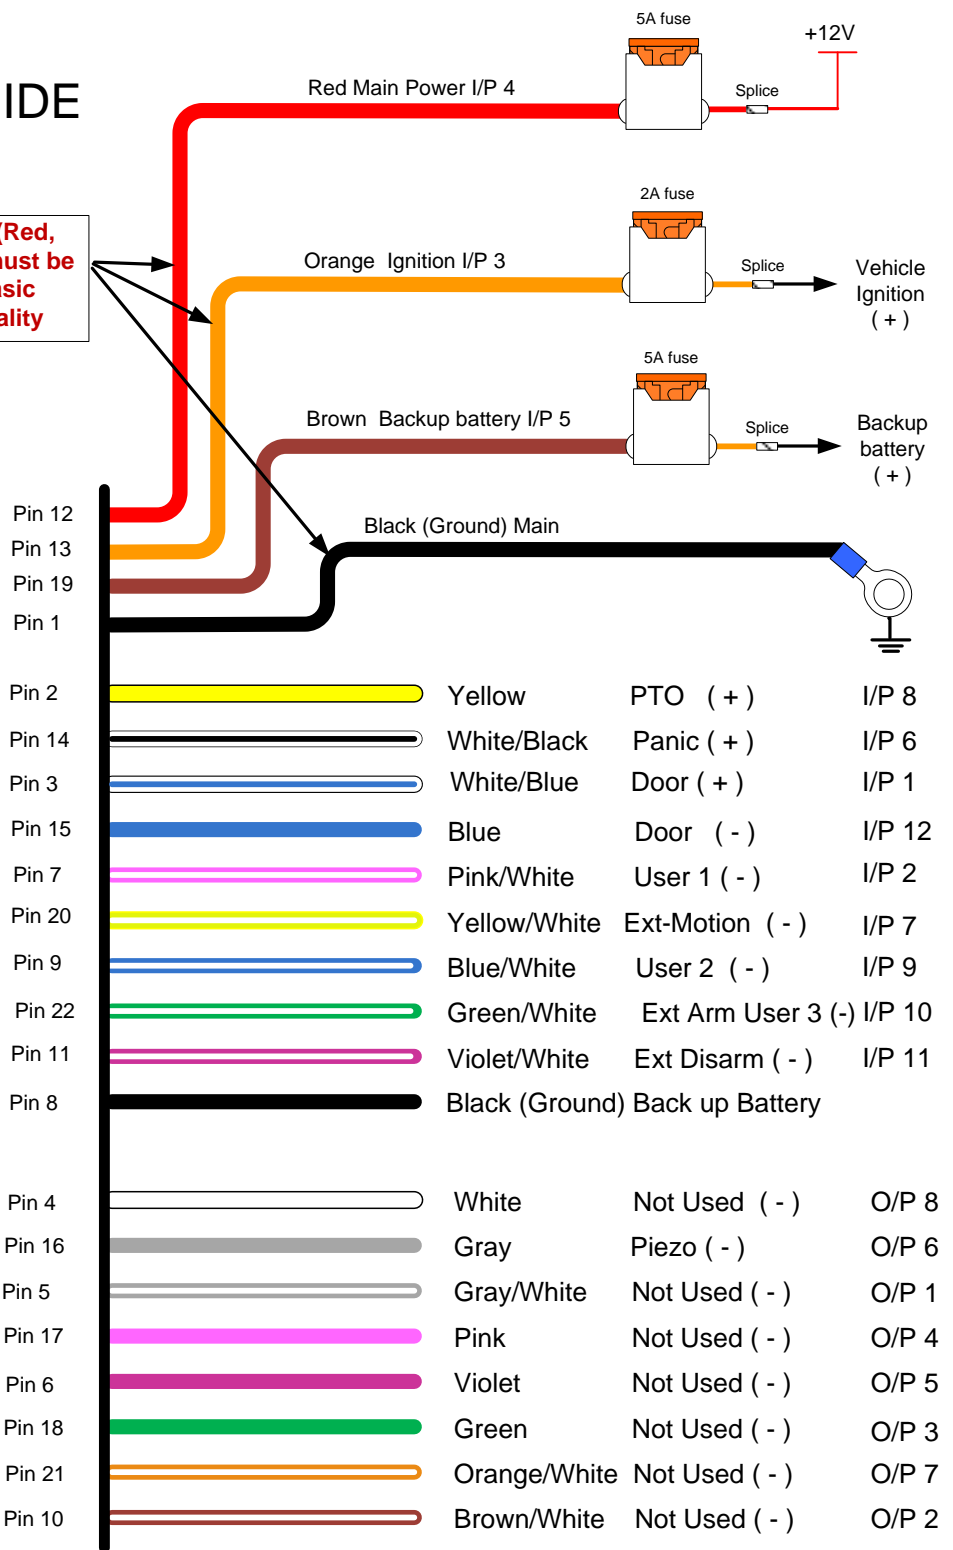 5A fuse
+12V
IDE
Red Main Power I/P 4
Splice
2A fuse
(Red,
must be
Orange Ignition I/P 3
Splice
Vehicle
Ignition
( + )
5A fuse
Brown Backup battery I/P 5
Splice
Backup
battery
( + )
Pin 12
Black (Ground) Main
Pin 13
Pin 19
Pin 1
Pin 2 Yellow PTO ( + ) I/P 8
Pin 14 White/Black Panic ( + ) I/P 6
Pin 3 White/Blue Door ( + ) I/P 1
Pin 15 Blue Door ( - ) I/P 12
Pin 7 Pink/White User 1 ( - ) I/P 2
Pin 20 Yellow/White Ext-Motion ( - ) I/P 7
Pin 9 Blue/White User 2 ( - ) I/P 9
Pin 22 Green/White Ext Arm User 3 (-) I/P 10
Pin 11 Violet/White Ext Disarm ( - ) I/P 11
Pin 8 Black (Ground) Back up Battery
Pin 4 White Not Used ( - ) O/P 8
Pin 16 Gray Piezo ( - ) O/P 6
Pin 5 Gray/White Not Used ( - ) O/P 1
Pin 17 Pink Not Used ( - ) O/P 4
Pin 6 Violet Not Used ( - ) O/P 5
Pin 18 Green Not Used ( - ) O/P 3
Pin 21 Orange/White Not Used ( - ) O/P 7
Pin 10 Brown/White Not Used ( - ) O/P 2